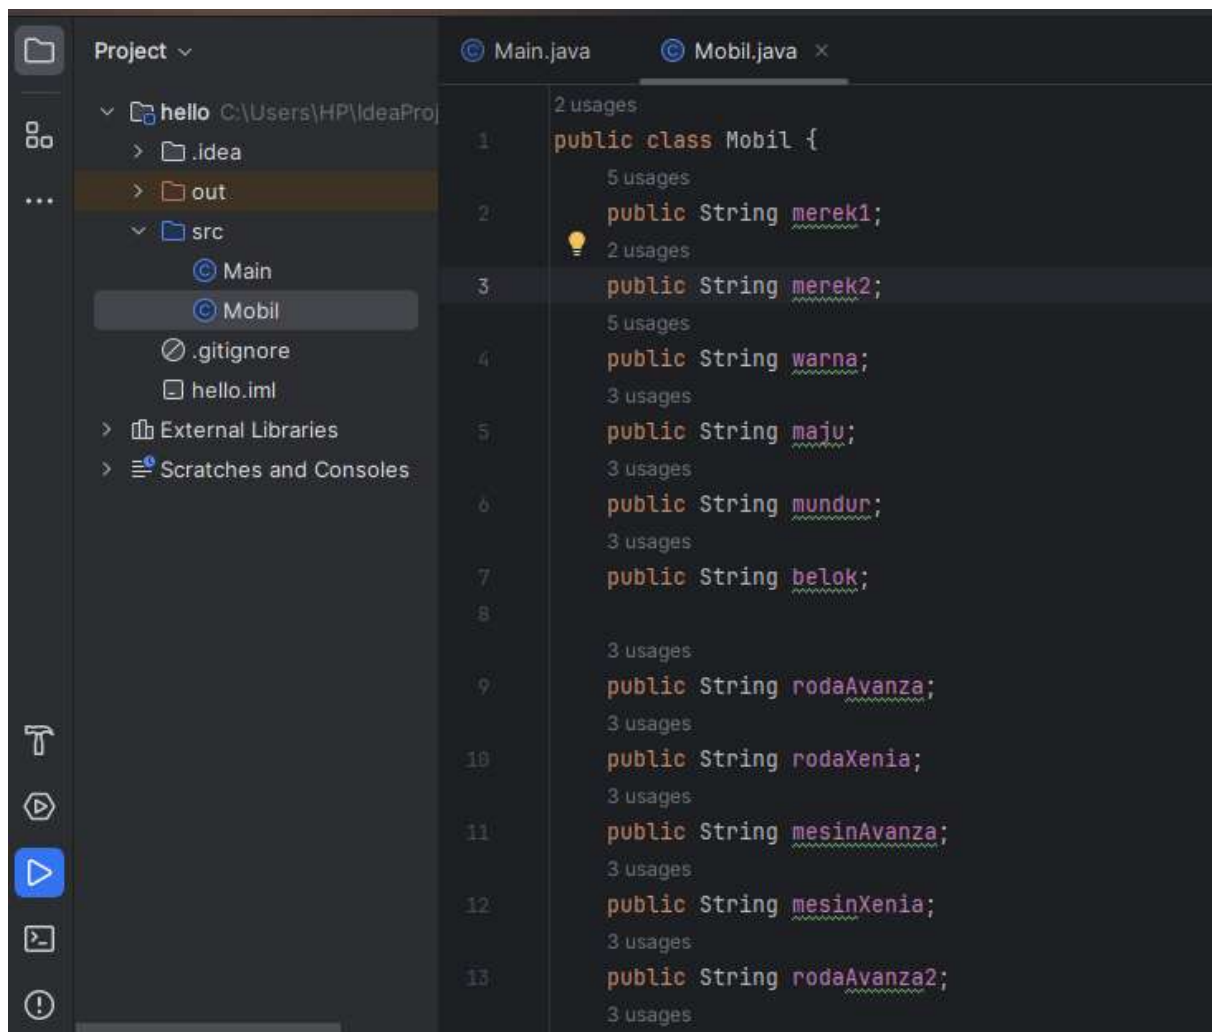 Project
hello C:\Users\HP\IdeaProj
.idea
out
src
Main
Mobil
.gitignore
hello.iml
External Libraries
Scratches and Consoles
Main.java
Mobil.java
2 usages
1 public class Mobil {
5 usages
2 public String merek1;
2 usages
3 public String merek2;
5 usages
4 public String warna;
3 usages
5 public String maju;
3 usages
6 public String mundur;
3 usages
7 public String belok;
8
3 usages
9 public String rodaAvanza;
3 usages
10 public String rodaXenia;
3 usages
11 public String mesinAvanza;
3 usages
12 public String mesinXenia;
3 usages
13 public String rodaAvanza2;
3 usages